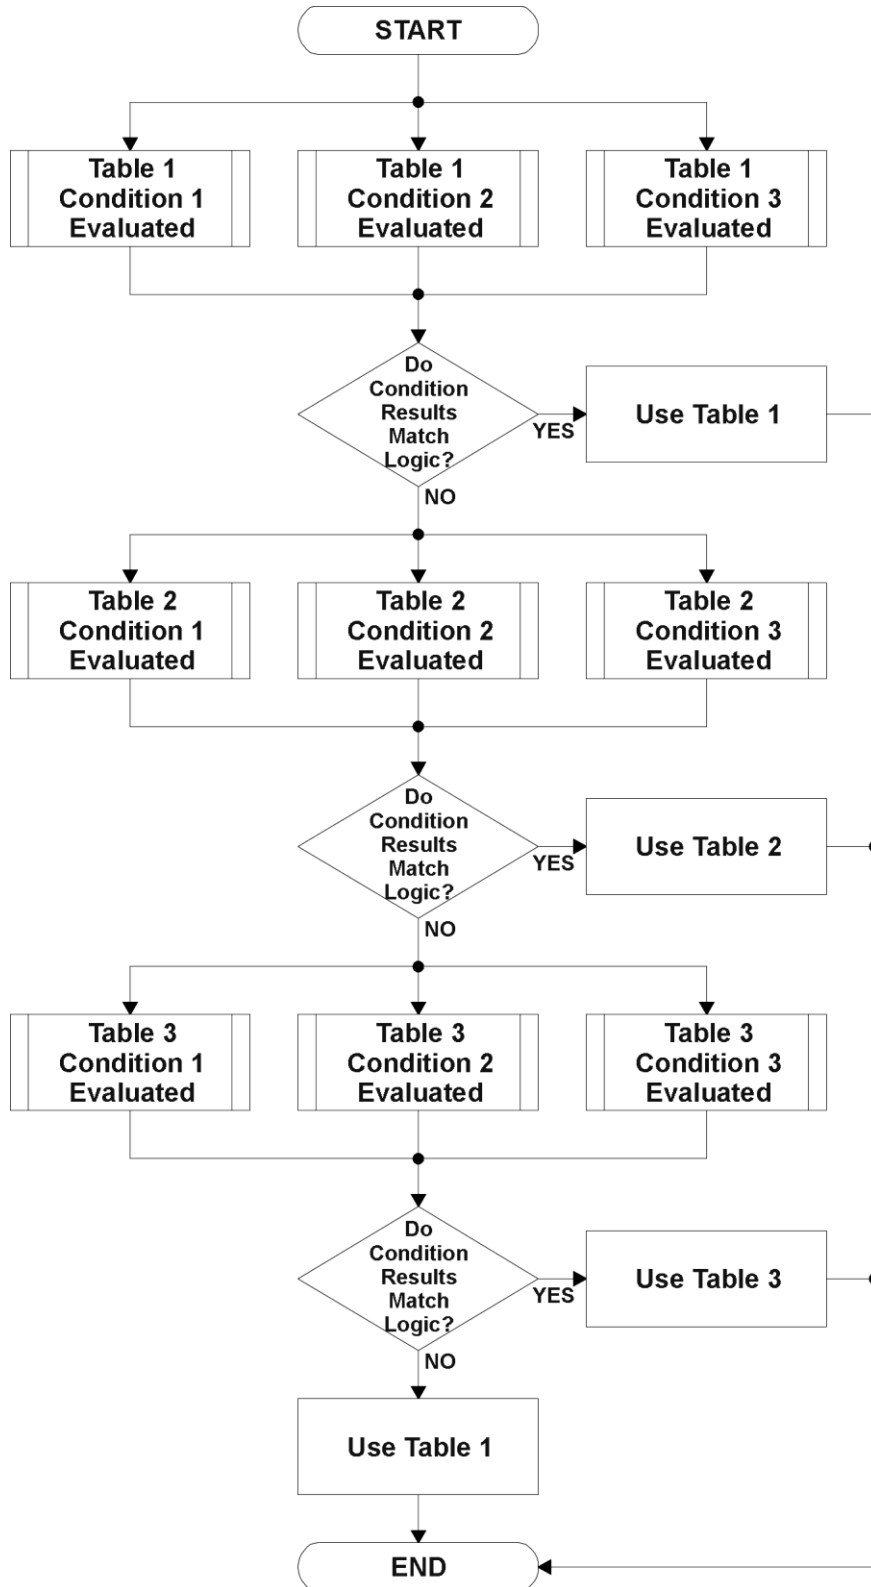 START
Table 1
Condition 1
Evaluated
Table 1
Condition 2
Evaluated
Table 1
Condition 3
Evaluated
Do
Condition
Results
Match
Logic?
YES
Use Table 1
NO
Table 2
Condition 1
Evaluated
Table 2
Condition 2
Evaluated
Table 2
Condition 3
Evaluated
Do
Condition
Results
Match
Logic?
YES
Use Table 2
NO
Table 3
Condition 1
Evaluated
Table 3
Condition 2
Evaluated
Table 3
Condition 3
Evaluated
Do
Condition
Results
Match
Logic?
YES
Use Table 3
NO
Use Table 1
END